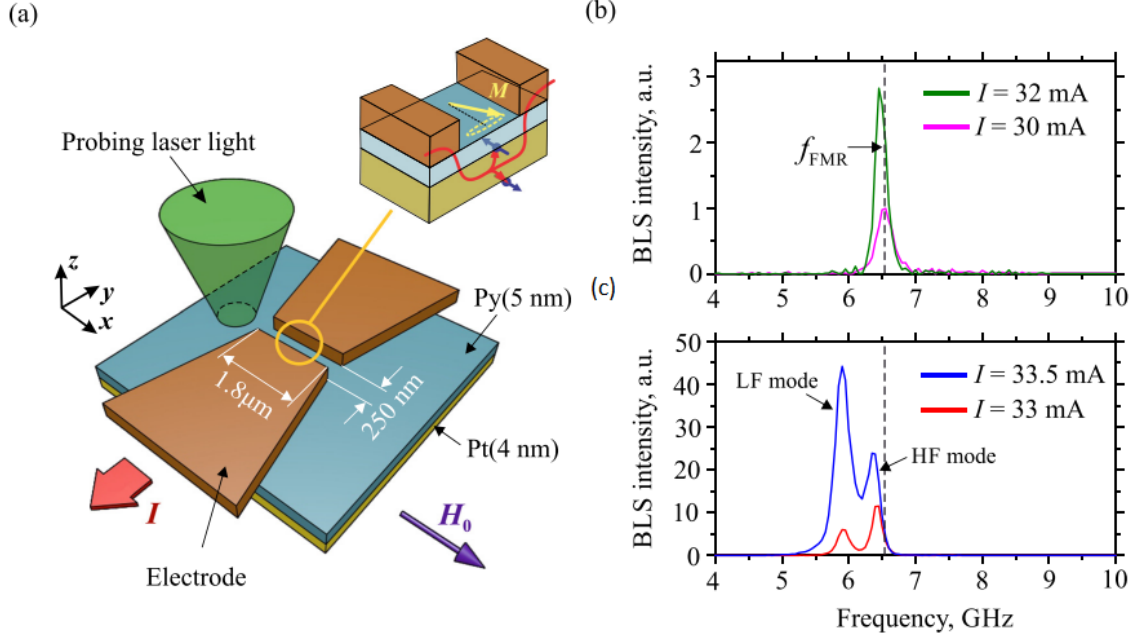 (a)
Probing laser light
M
z
y
x
Py(5 nm)
1.8μm
250 nm
Pt(4 nm)
I
H0
Electrode
(b)
BLS intensity, a.u.
3
2
1
0
I = 32 mA
I = 30 mA
fFMR
4 5 6 7 8 9 10
(c)
BLS intensity, a.u.
50
40
30
20
10
0
LF mode
I = 33.5 mA
I = 33 mA
HF mode
4 5 6 7 8 9 10
Frequency, GHz